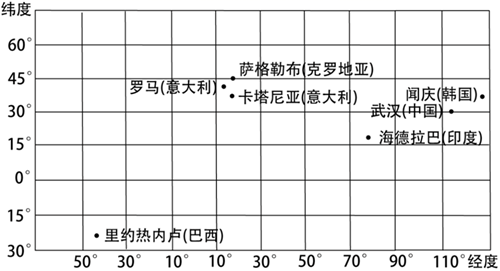 纬度
60°
萨格勒布(克罗地亚)
45°
罗马(意大利)
卡塔尼亚(意大利)
闻庆(韩国)
武汉(中国)
30°
海德拉巴(印度)
15°
0°
15°
里约热内卢(巴西)
30°
50° 30° 10° 10° 30° 50° 70° 90° 110° 经度